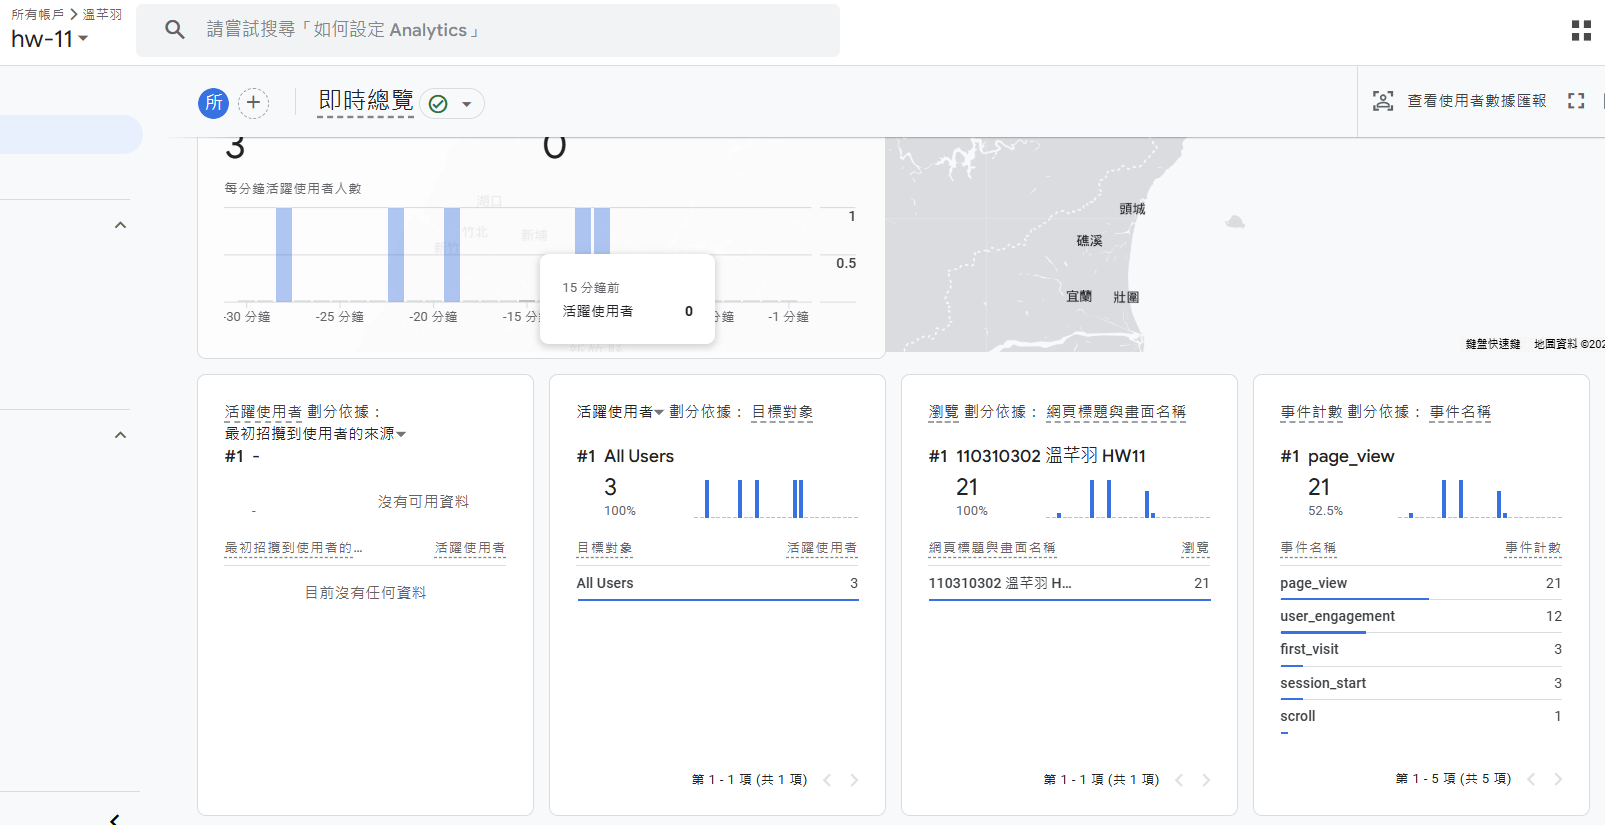 所有帳戶 > 溫芊羽
hw-11
請嘗試搜尋「如何設定 Analytics」
所
即時總覽
查看使用者數據匯報
3
0
每分鐘活躍使用者人數
湖口
竹北
新竹
新埔
1
0.5
-30 分鐘
-25 分鐘
-20 分鐘
-15 分
分鐘
-1 分鐘
15 分鐘前
活躍使用者 0
頭城
礁溪
宜蘭
壯圍
鍵盤快速鍵
地圖資料 ©202
活躍使用者 劃分依據：
最初招攬到使用者的來源
#1 -
-
沒有可用資料
最初招攬到使用者的... 活躍使用者
目前沒有任何資料
活躍使用者 劃分依據： 目標對象
#1 All Users
3
100%
目標對象 活躍使用者
All Users 3
第 1 - 1 項 (共 1 項)
瀏覽 劃分依據： 網頁標題與畫面名稱
#1 110310302 溫芊羽 HW11
21
100%
網頁標題與畫面名稱 瀏覽
110310302 溫芊羽 H... 21
第 1 - 1 項 (共 1 項)
事件計數 劃分依據： 事件名稱
#1 page_view
21
52.5%
事件名稱 事件計數
page_view 21
user_engagement 12
first_visit 3
session_start 3
scroll 1
第 1 - 5 項 (共 5 項)